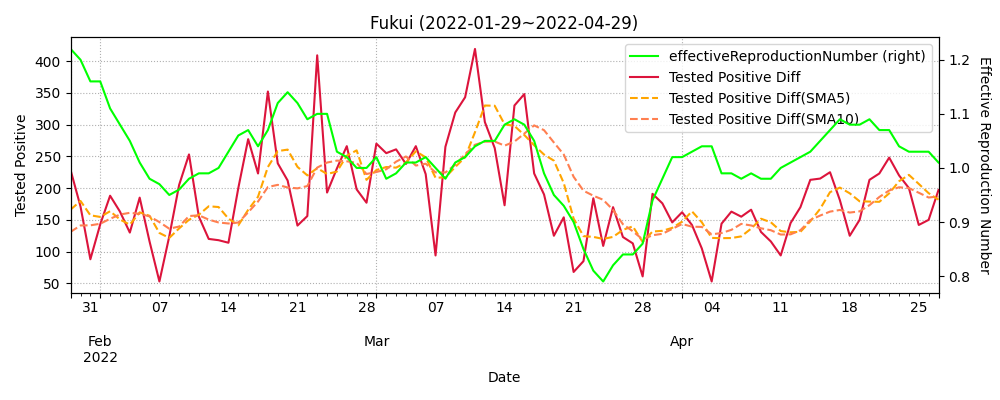 Fukui (2022-01-29~2022-04-29)
effectiveReproductionNumber (right)
Tested Positive Diff
Tested Positive Diff(SMA5)
Tested Positive Diff(SMA10)
Tested Positive
400
350
300
250
200
150
100
50
1.2
1.1
1.0
0.9
0.8
Effective Reproduction Number
31 07 14 21 28 07 14 21 28 04 11 18 25
Feb Mar Apr
2022
Date